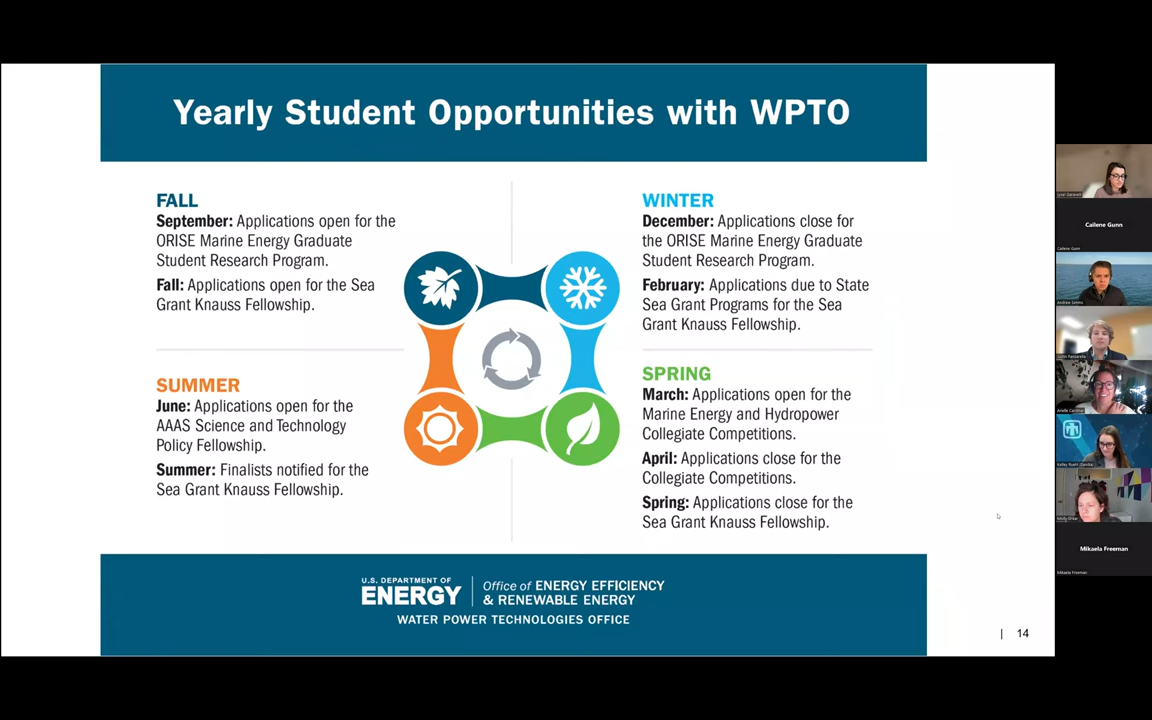 Yearly Student Opportunities with WPTO
FALL
September: Applications open for the
ORISE Marine Energy Graduate
Student Research Program.
Fall: Applications open for the Sea
Grant Knauss Fellowship.
WINTER
December: Applications close for
the ORISE Marine Energy Graduate
Student Research Program.
February: Applications due to State
Sea Grant Programs for the Sea
Grant Knauss Fellowship.
SUMMER
June: Applications open for the
AAAS Science and Technology
Policy Fellowship.
Summer: Finalists notified for the
Sea Grant Knauss Fellowship.
SPRING
March: Applications open for the
Marine Energy and Hydropower
Collegiate Competitions.
April: Applications close for the
Collegiate Competitions.
Spring: Applications close for the
Sea Grant Knauss Fellowship.
U.S. DEPARTMENT OF
ENERGY
Office of ENERGY EFFICIENCY
& RENEWABLE ENERGY
WATER POWER TECHNOLOGIES OFFICE
| 14
Cailene Gunn
Cailene Gunn
Andrew Simms
Mikaela Freeman
Mikaela Freeman